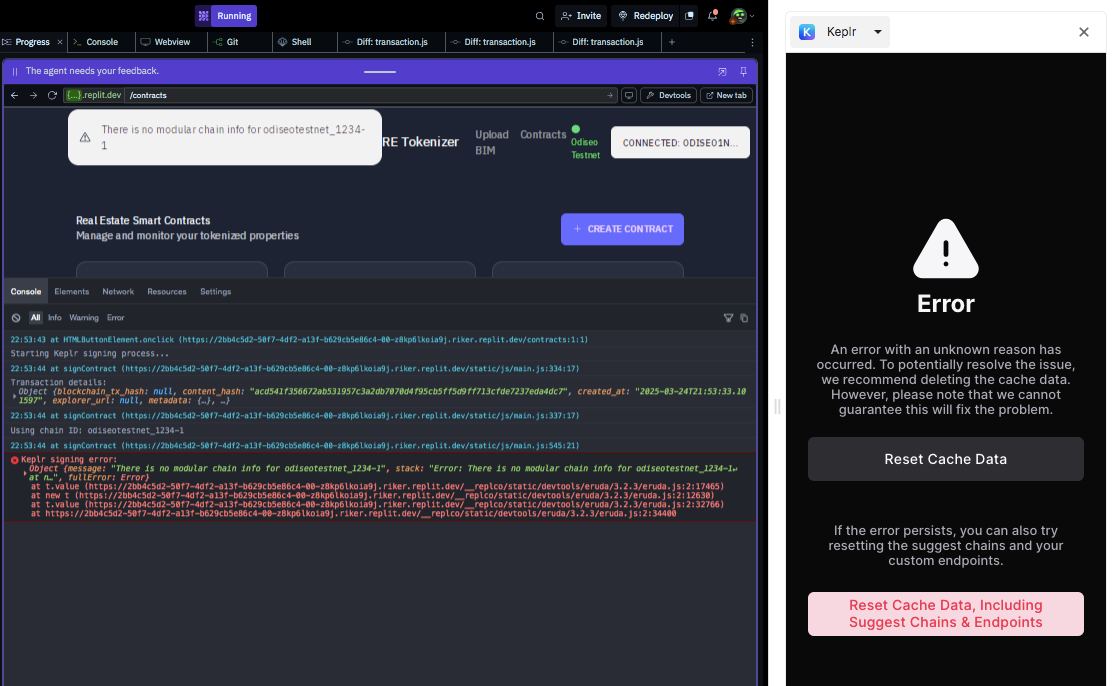 Running
Invite
Redeploy
Progress
Console
Webview
Git
Shell
Diff: transaction.js
Diff: transaction.js
Diff: transaction.js
The agent needs your feedback.
{...}.replit.dev /contracts
Devtools
New tab
There is no modular chain info for odiseotestnet_1234-
1
RE Tokenizer
Upload
BIM
Contracts
Odiseo
Testnet
CONNECTED: ODISEO1N...
Real Estate Smart Contracts
Manage and monitor your tokenized properties
+ CREATE CONTRACT
Console Elements Network Resources Settings
All Info Warning Error
22:53:43 at HTMLButtonElement.onclick (https://2bb4c5d2-50f7-4df2-a13f-b629cb5e86c4-00-z8kp6lkoia9j.riker.replit.dev/contracts:1:1)
Starting Keplr signing process...
22:53:44 at signContract (https://2bb4c5d2-50f7-4df2-a13f-b629cb5e86c4-00-z8kp6lkoia9j.riker.replit.dev/static/js/main.js:334:17)
Transaction details:
Object {blockchain_tx_hash: null, content_hash: "acd541f356672ab531957c3a2db7070d4f95cb5ff5d9ff713cfde7237eda4dc7", created_at: "2025-03-24T21:53:33.101597", explorer_url: null, metadata: {…}, …}
22:53:44 at signContract (https://2bb4c5d2-50f7-4df2-a13f-b629cb5e86c4-00-z8kp6lkoia9j.riker.replit.dev/static/js/main.js:337:17)
Using chain ID: odiseotestnet_1234-1
22:53:44 at signContract (https://2bb4c5d2-50f7-4df2-a13f-b629cb5e86c4-00-z8kp6lkoia9j.riker.replit.dev/static/js/main.js:545:21)
Keplr signing error:
Object {message: "There is no modular chain info for odiseotestnet_1234-1", stack: "Error: There is no modular chain info for odiseotestnet_1234-1↵
at n…", fullError: Error}
at t.value (https://2bb4c5d2-50f7-4df2-a13f-b629cb5e86c4-00-z8kp6lkoia9j.riker.replit.dev/__replco/static/devtools/eruda/3.2.3/eruda.js:2:17465)
at new t (https://2bb4c5d2-50f7-4df2-a13f-b629cb5e86c4-00-z8kp6lkoia9j.riker.replit.dev/__replco/static/devtools/eruda/3.2.3/eruda.js:2:12630)
at t.value (https://2bb4c5d2-50f7-4df2-a13f-b629cb5e86c4-00-z8kp6lkoia9j.riker.replit.dev/__replco/static/devtools/eruda/3.2.3/eruda.js:2:32766)
at https://2bb4c5d2-50f7-4df2-a13f-b629cb5e86c4-00-z8kp6lkoia9j.riker.replit.dev/__replco/static/devtools/eruda/3.2.3/eruda.js:2:34400
Keplr
Error
An error with an unknown reason has
occurred. To potentially resolve the issue,
we recommend deleting the cache data.
However, please note that we cannot
guarantee this will fix the problem.
Reset Cache Data
If the error persists, you can also try
resetting the suggest chains and your
custom endpoints.
Reset Cache Data, Including
Suggest Chains & Endpoints